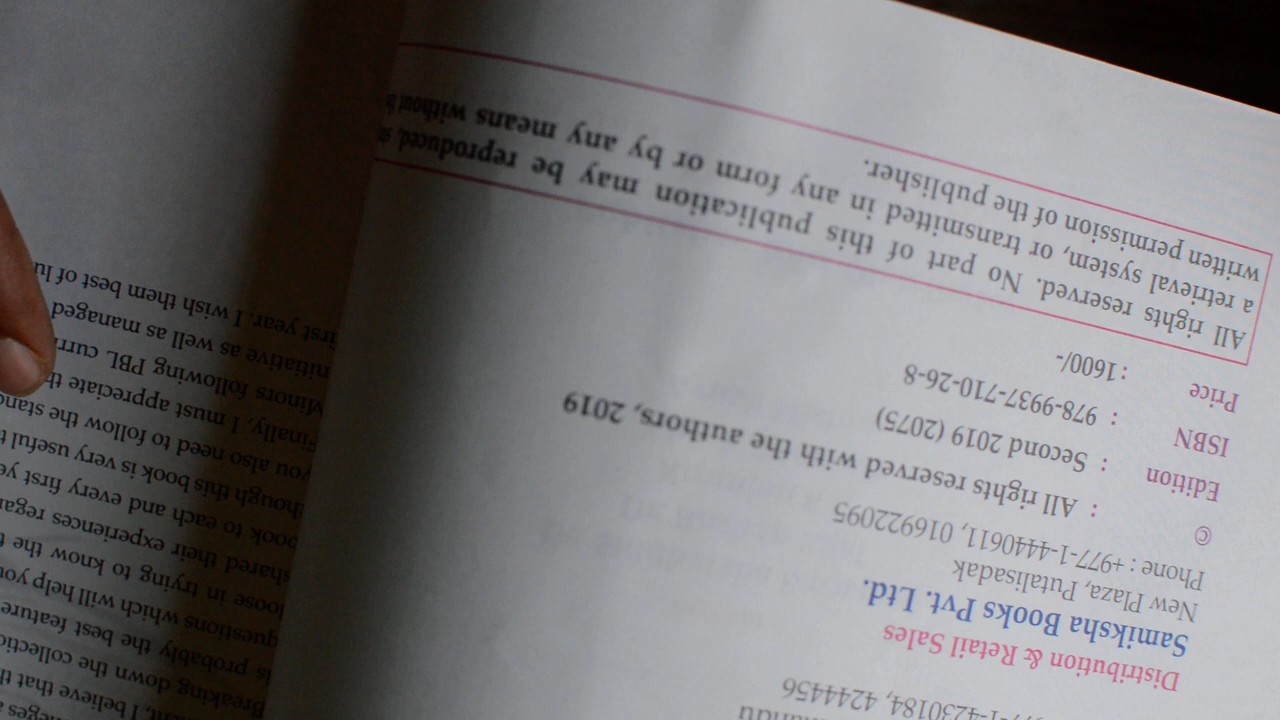 4230184, 4244456
Distribution & Retail Sales
Samiksha Books Pvt. Ltd.
New Plaza, Putalisadak
Phone : +977-1-4440611, 016922095
© : All rights reserved with the authors, 2019
Edition : Second 2019 (2075)
ISBN : 978-9937-710-26-8
Price : 1600/-
All rights reserved. No part of this publication may be reproduced,
a retrieval system, or transmitted in any form or by any means without
written permission of the publisher.
I believe that
Breaking down the
is probably the best feature
questions which will help you
loose in trying to know the
shared their experiences
book to each and every first
though this book is very useful
you also need to follow the
Finally, I must appreciate
Minors following PBL
initiative as well as managed
first year. I wish them best of